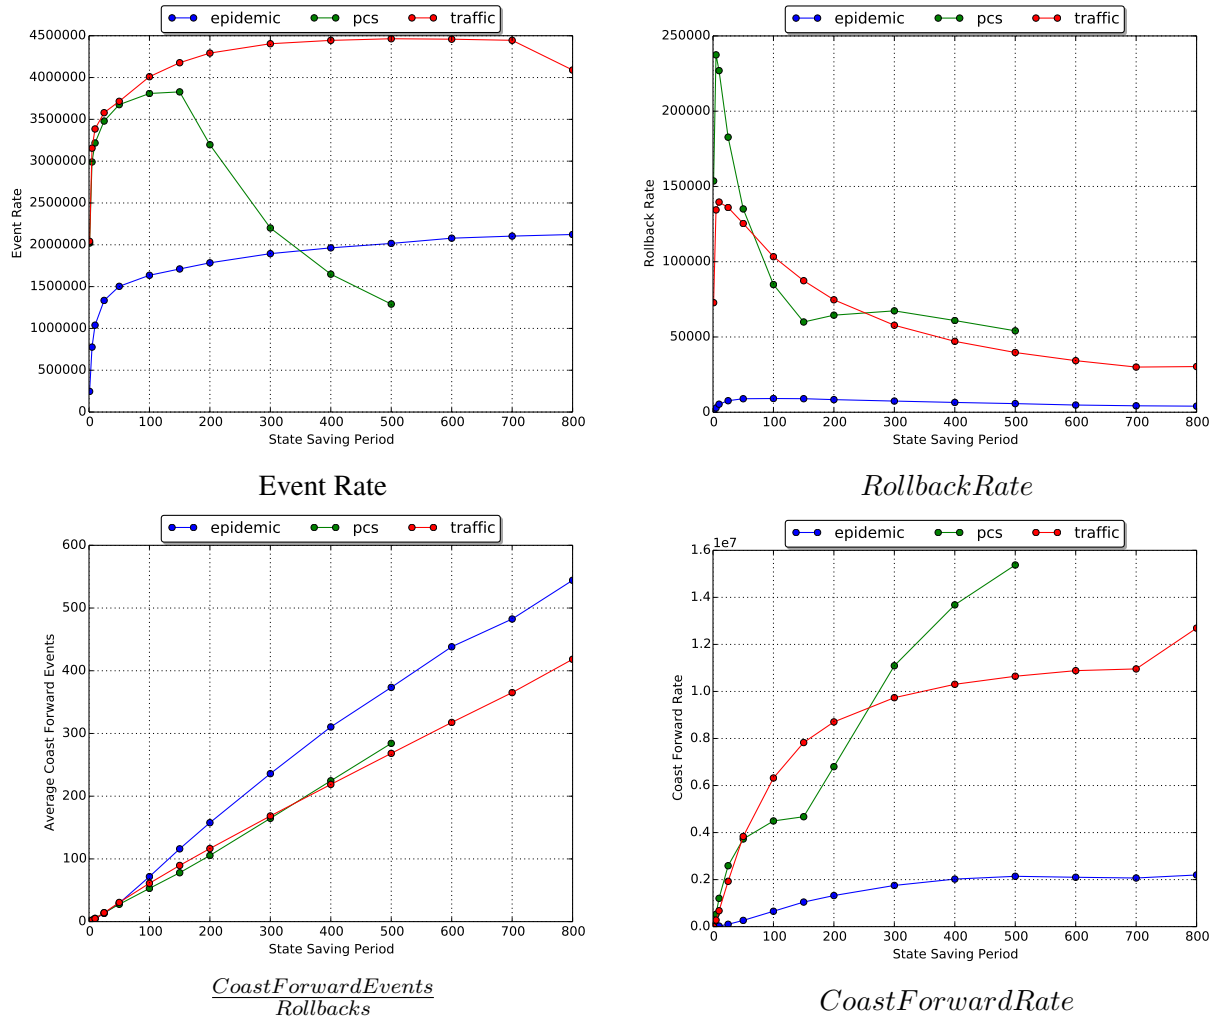 epidemic pcs traffic
4500000
4000000
3500000
3000000
2500000
2000000
1500000
1000000
500000
0
Event Rate
0 100 200 300 400 500 600 700 800
State Saving Period
Event Rate
epidemic pcs traffic
250000
200000
150000
100000
50000
0
Rollback Rate
0 100 200 300 400 500 600 700 800
State Saving Period
RollbackRate
epidemic pcs traffic
600
500
400
300
200
100
0
Average Coast Forward Events
0 100 200 300 400 500 600 700 800
State Saving Period
CoastForwardEvents
Rollbacks
epidemic pcs traffic
1e7
1.6
1.4
1.2
1.0
0.8
0.6
0.4
0.2
0.0
Coast Forward Rate
0 100 200 300 400 500 600 700 800
State Saving Period
CoastForwardRate